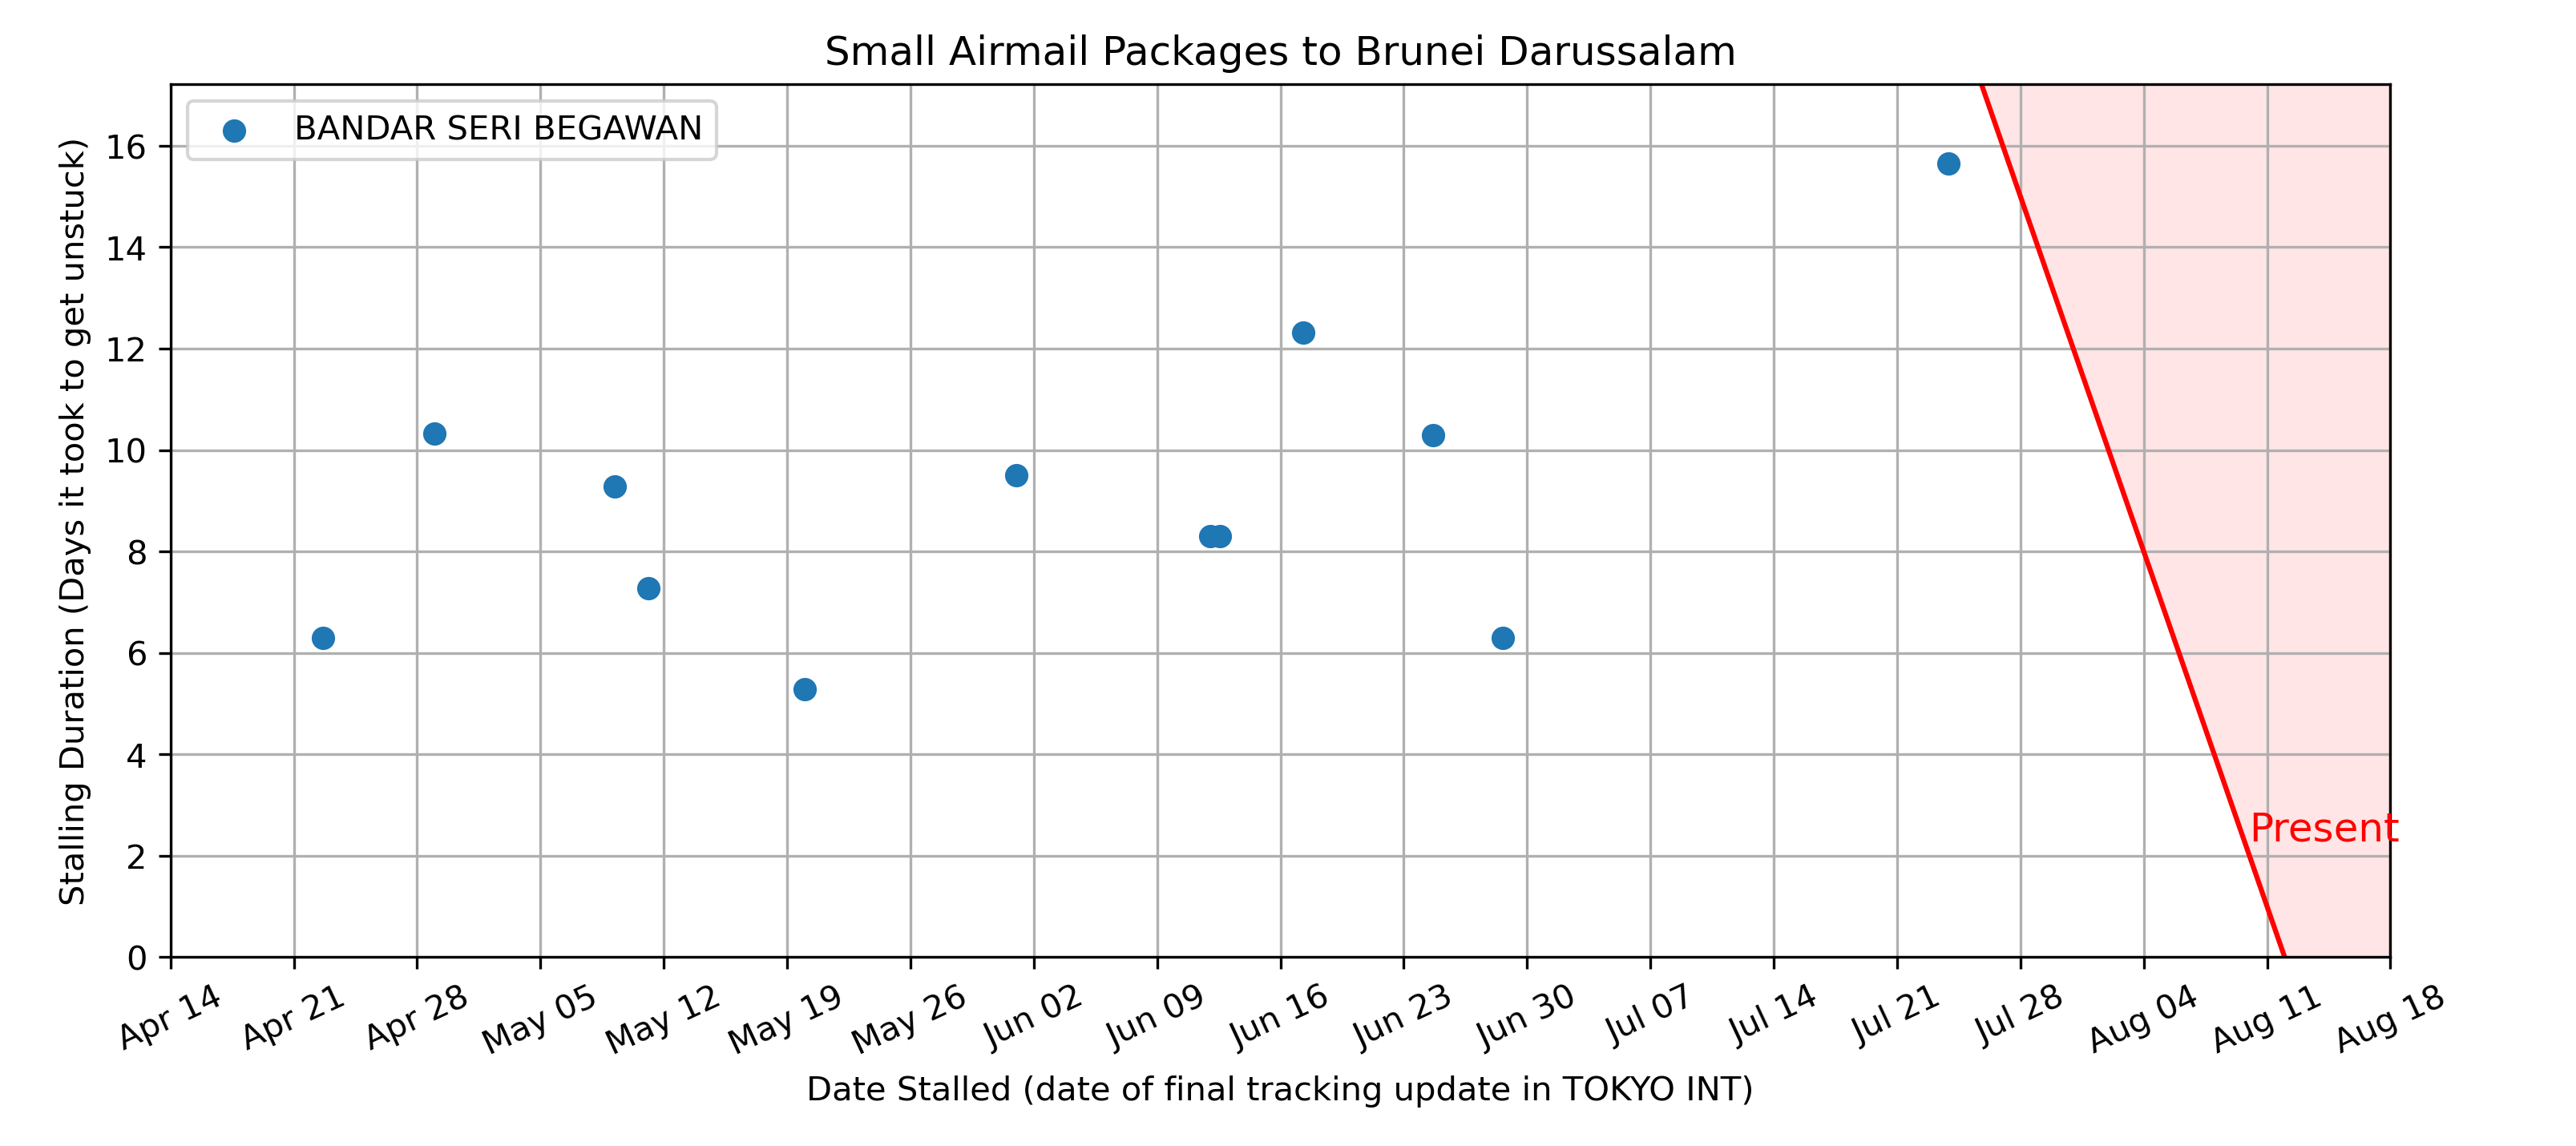 Small Airmail Packages to Brunei Darussalam
BANDAR SERI BEGAWAN
Stalling Duration (Days it took to get unstuck)
16
14
12
10
8
6
4
2
0
Present
Apr 14
Apr 21
Apr 28
May 05
May 12
May 19
May 26
Jun 02
Jun 09
Jun 16
Jun 23
Jun 30
Jul 07
Jul 14
Jul 21
Jul 28
Aug 04
Aug 11
Aug 18
Date Stalled (date of final tracking update in TOKYO INT)